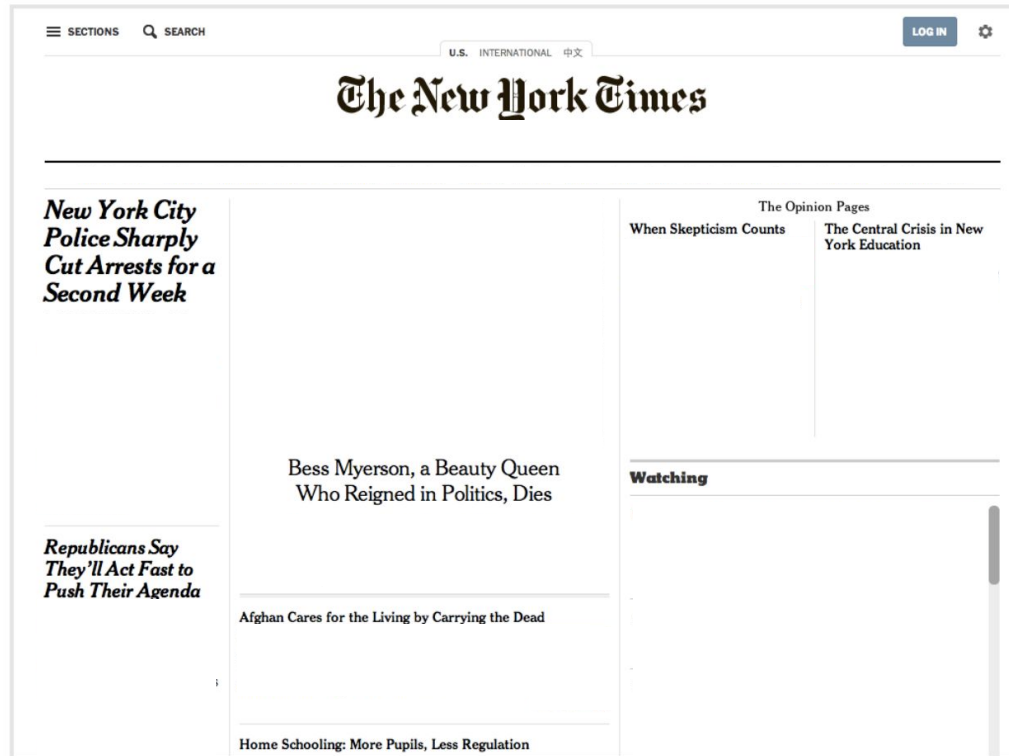 SECTIONS
SEARCH
LOG IN
U.S. INTERNATIONAL 中文
The New York Times
New York City
Police Sharply
Cut Arrests for a
Second Week
Republicans Say
They'll Act Fast to
Push Their Agenda
Bess Myerson, a Beauty Queen
Who Reigned in Politics, Dies
Afghan Cares for the Living by Carrying the Dead
Home Schooling: More Pupils, Less Regulation
The Opinion Pages
When Skepticism Counts
The Central Crisis in New
York Education
Watching